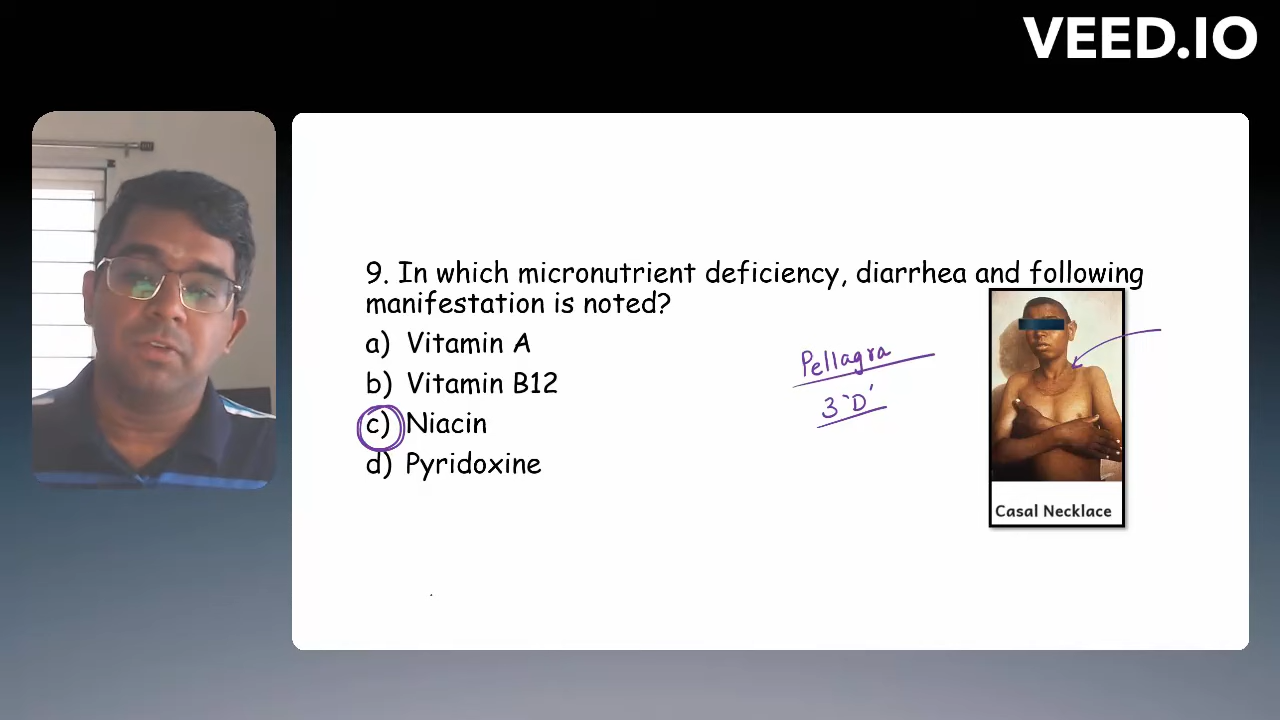 VEED.IO
9. In which micronutrient deficiency, diarrhea and following
manifestation is noted?
a) Vitamin A
b) Vitamin B12
c) Niacin
d) Pyridoxine
Pellagra
3 'D'
Casal Necklace